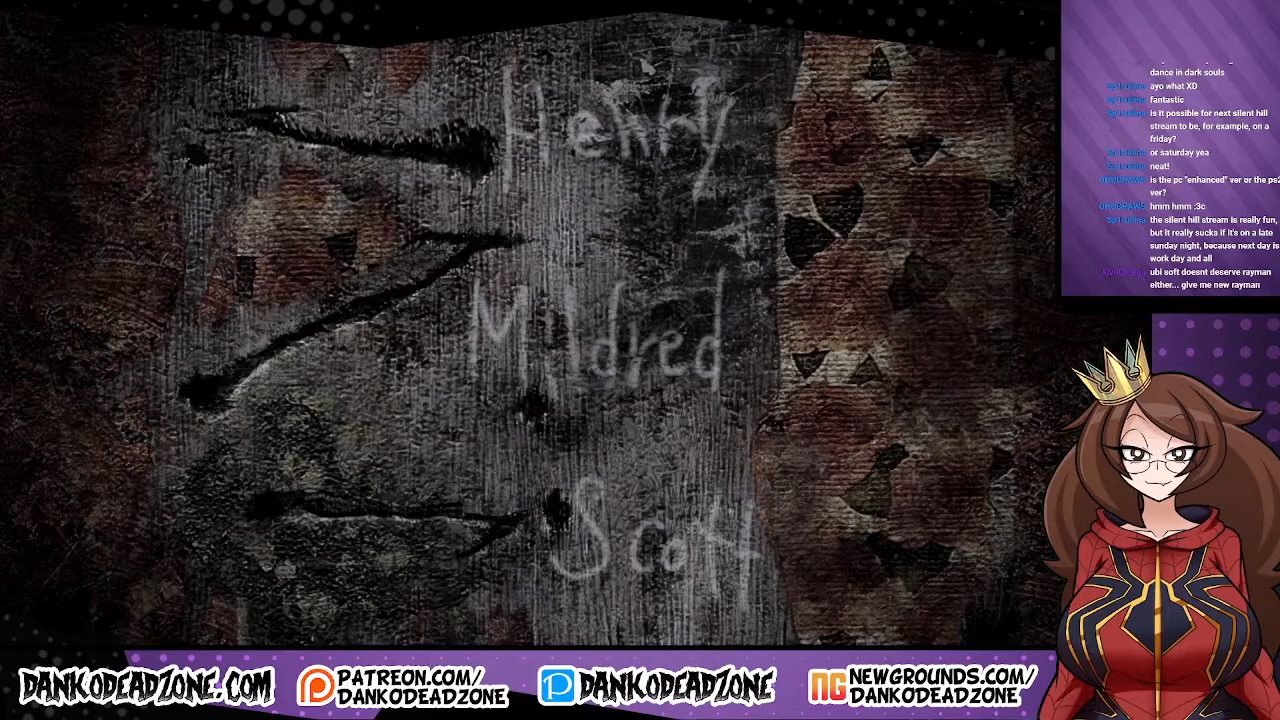 Henry
Mildred
Scott
dance in dark souls
ayo what XD
fantastic
is it possible for next silent hill
stream to be, for example, on a
friday?
or saturday yea
neat!
is the pc "enhanced" ver or the ps2
ver?
hmm hmm :3c
the silent hill stream is really fun,
but it really sucks if it's on a late
sunday night, because next day is
work day and all
AlvinOmega ubi soft doesnt deserve rayman
either... give me new rayman
DANKODEADZONE.COM
PATREON.COM/
DANKODEADZONE
DANKODEADZONE
NG NEWGROUNDS.COM/
DANKODEADZONE